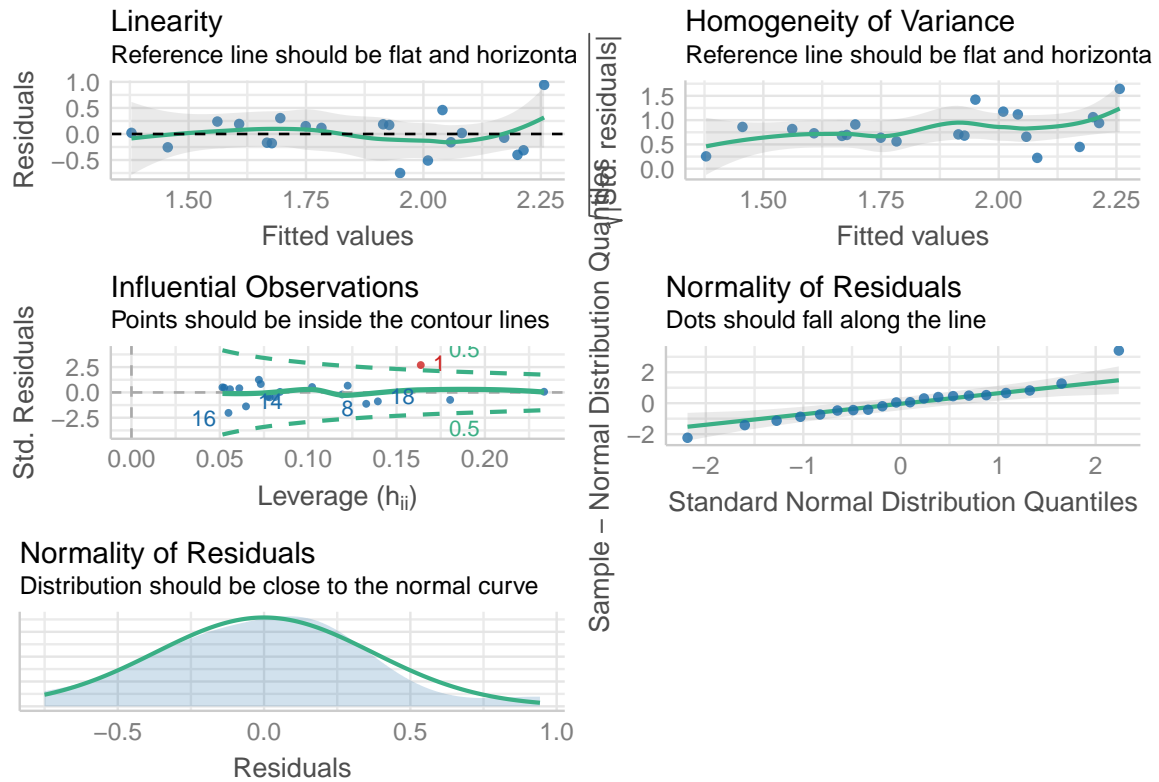 Linearity
Reference line should be flat and horizonta
Residuals
1.0
0.5
0.0
−0.5
1.50
1.75
2.00
2.25
Fitted values
Homogeneity of Variance
Reference line should be flat and horizonta
√|Std. residuals|
1.5
1.0
0.5
0.0
1.50
1.75
2.00
2.25
Fitted values
Influential Observations
Points should be inside the contour lines
Std. Residuals
2.5
0.0
−2.5
0.5
1
16
14
8
18
0.5
0.00
0.05
0.10
0.15
0.20
Leverage (hii)
Normality of Residuals
Dots should fall along the line
Sample − Normal Distribution Quantiles
2
0
−2
−2
−1
0
1
2
Standard Normal Distribution Quantiles
Normality of Residuals
Distribution should be close to the normal curve
−0.5
0.0
0.5
1.0
Residuals